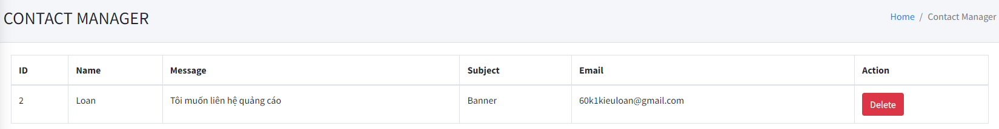 CONTACT MANAGER
Home / Contact Manager
ID Name Message Subject Email Action
2 Loan Tôi muốn liên hệ quảng cáo Banner 60k1kieuloan@gmail.com Delete